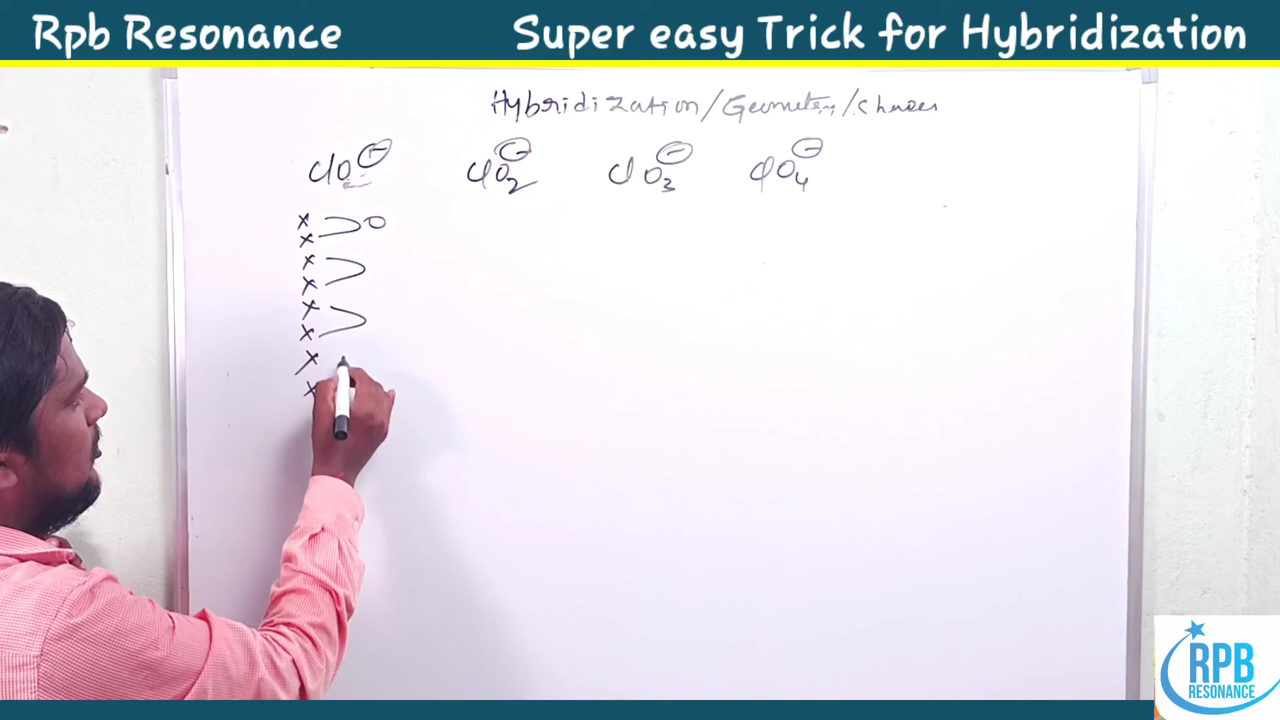 Rpb Resonance
Super easy Trick for Hybridization
Hybridization/Geometry/Shapes
ClO⁻ ClO₂⁻ ClO₃⁻ ClO₄⁻
x
x O
x
x
x
x
x
x
RPB
RESONANCE